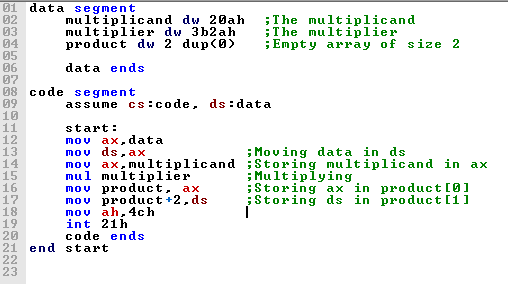 01 data segment
02     multiplicand dw 20ah  ;The multiplicand
03     multiplier dw 3b2ah   ;The multiplier
04     product dw 2 dup(0)   ;Empty array of size 2
05
06     data ends
07
08 code segment
09     assume cs:code, ds:data
10
11     start:
12     mov ax,data
13     mov ds,ax           ;Moving data in ds
14     mov ax,multiplicand ;Storing multiplicand in ax
15     mul multiplier      ;Multiplying
16     mov product, ax     ;Storing ax in product[0]
17     mov product+2,ds    ;Storing ds in product[1]
18     mov ah,4ch
19     int 21h
20     code ends
21 end start
22
23